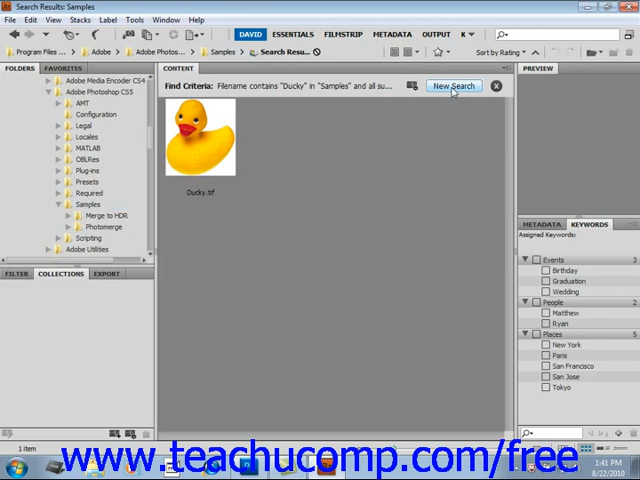 Search Results: Samples
File Edit View Stacks Label Tools Window Help
DAVID ESSENTIALS FILMSTRIP METADATA OUTPUT K
Program Files ... Adobe Adobe Photos... Samples Search Resu... Sort by Rating
FOLDERS FAVORITES
Adobe Media Encoder CS4
Adobe Photoshop CS5
AMT
Configuration
Legal
Locales
MATLAB
OBLRes
Plug-ins
Presets
Required
Samples
Merge to HDR
Photomerge
Scripting
Adobe Utilities
FILTER COLLECTIONS EXPORT
CONTENT
Find Criteria: Filename contains "Ducky" in "Samples" and all su... New Search
Ducky.tif
PREVIEW
METADATA KEYWORDS
Assigned Keywords:
Events 3
Birthday
Graduation
Wedding
People 2
Matthew
Ryan
Places 5
New York
Paris
San Francisco
San Jose
Tokyo
1 item
www.teachucomp.com/free
1:41 PM
8/22/2010